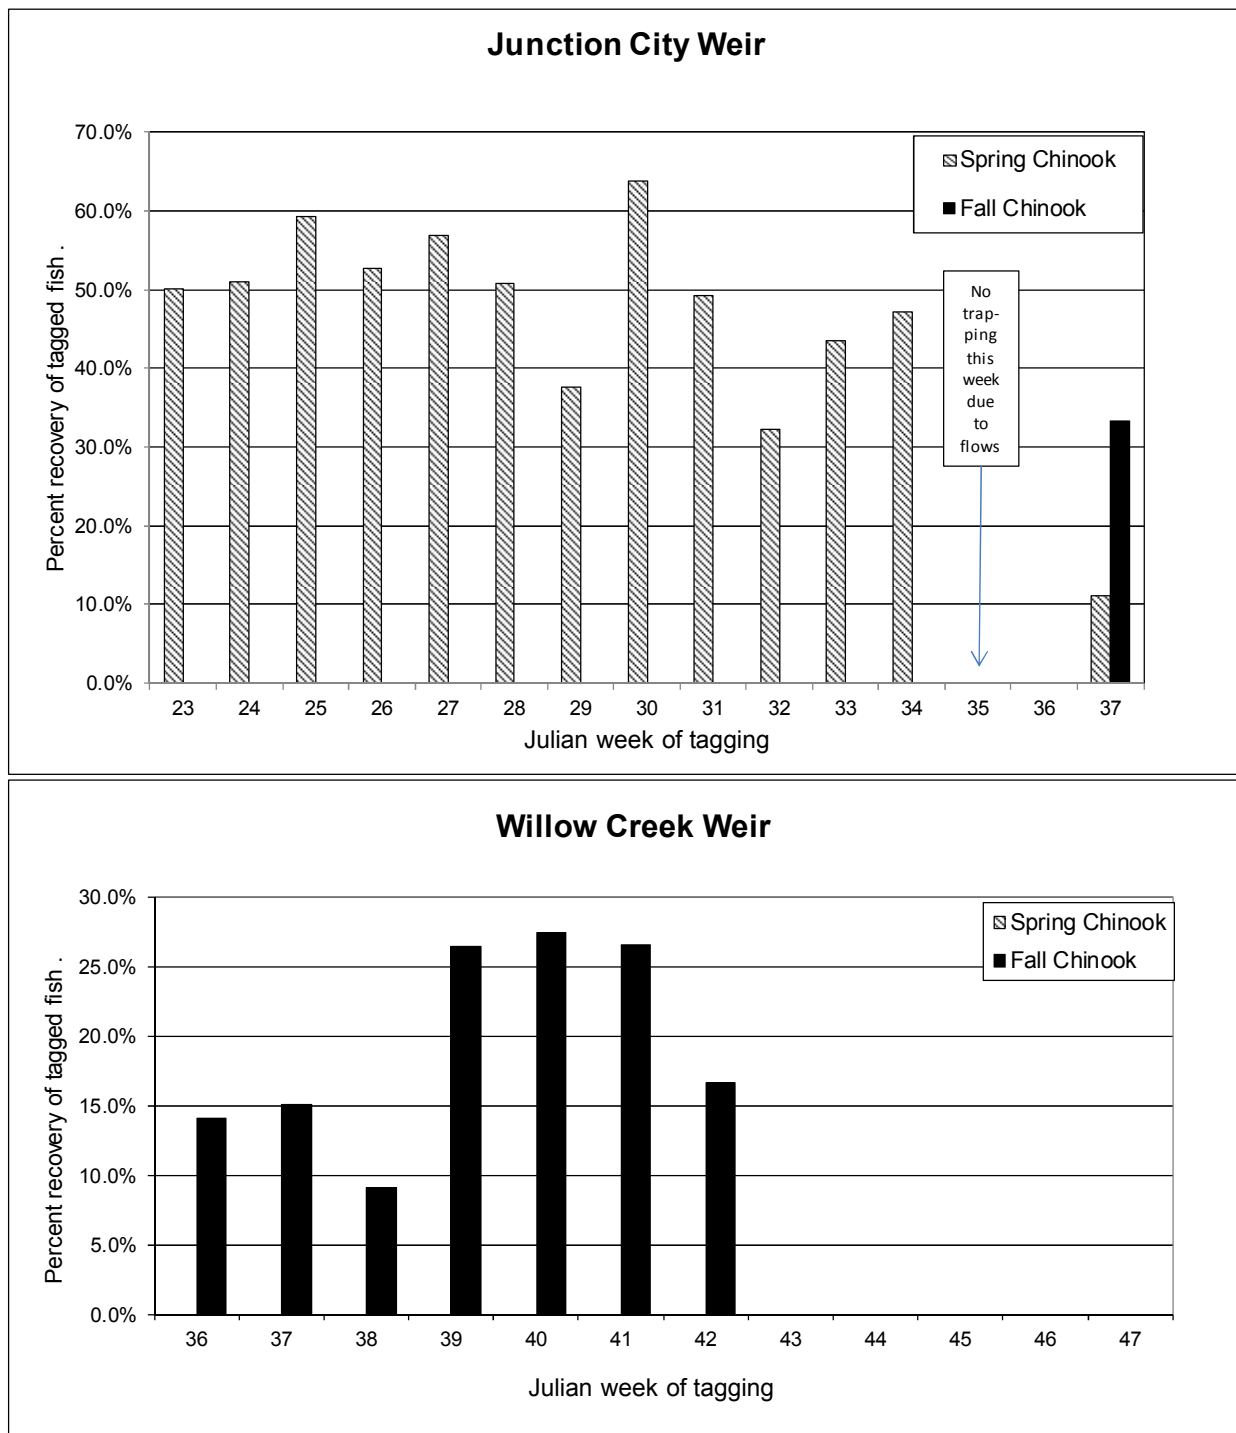 Junction City Weir
70.0%
60.0%
50.0%
40.0%
30.0%
20.0%
10.0%
0.0%
Percent recovery of tagged fish .
Spring Chinook
Fall Chinook
No
trap-
ping
this
week
due
to
flows
23 24 25 26 27 28 29 30 31 32 33 34 35 36 37
Julian week of tagging
Willow Creek Weir
30.0%
25.0%
20.0%
15.0%
10.0%
5.0%
0.0%
Percent recovery of tagged fish .
Spring Chinook
Fall Chinook
36 37 38 39 40 41 42 43 44 45 46 47
Julian week of tagging